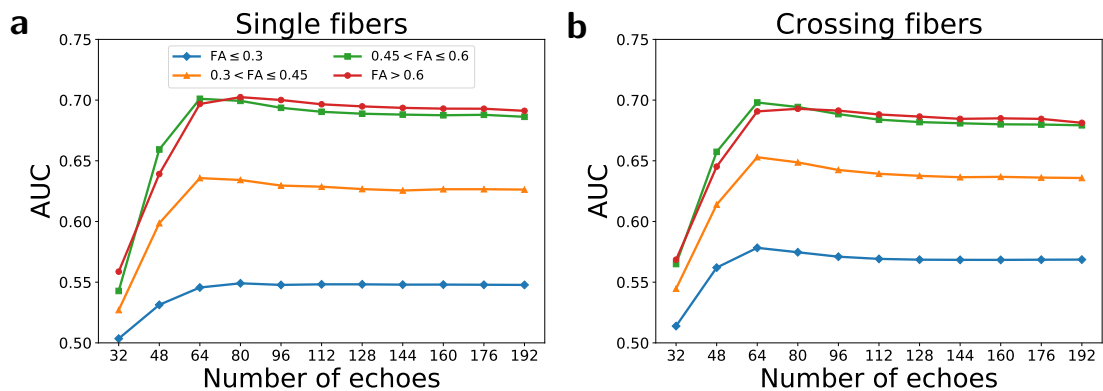 a
Single fibers
0.75
0.70
0.65
0.60
0.55
0.50
AUC
FA ≤ 0.3
0.3 < FA ≤ 0.45
0.45 < FA ≤ 0.6
FA > 0.6
32 48 64 80 96 112 128 144 160 176 192
Number of echoes
b
Crossing fibers
0.75
0.70
0.65
0.60
0.55
0.50
AUC
32 48 64 80 96 112 128 144 160 176 192
Number of echoes